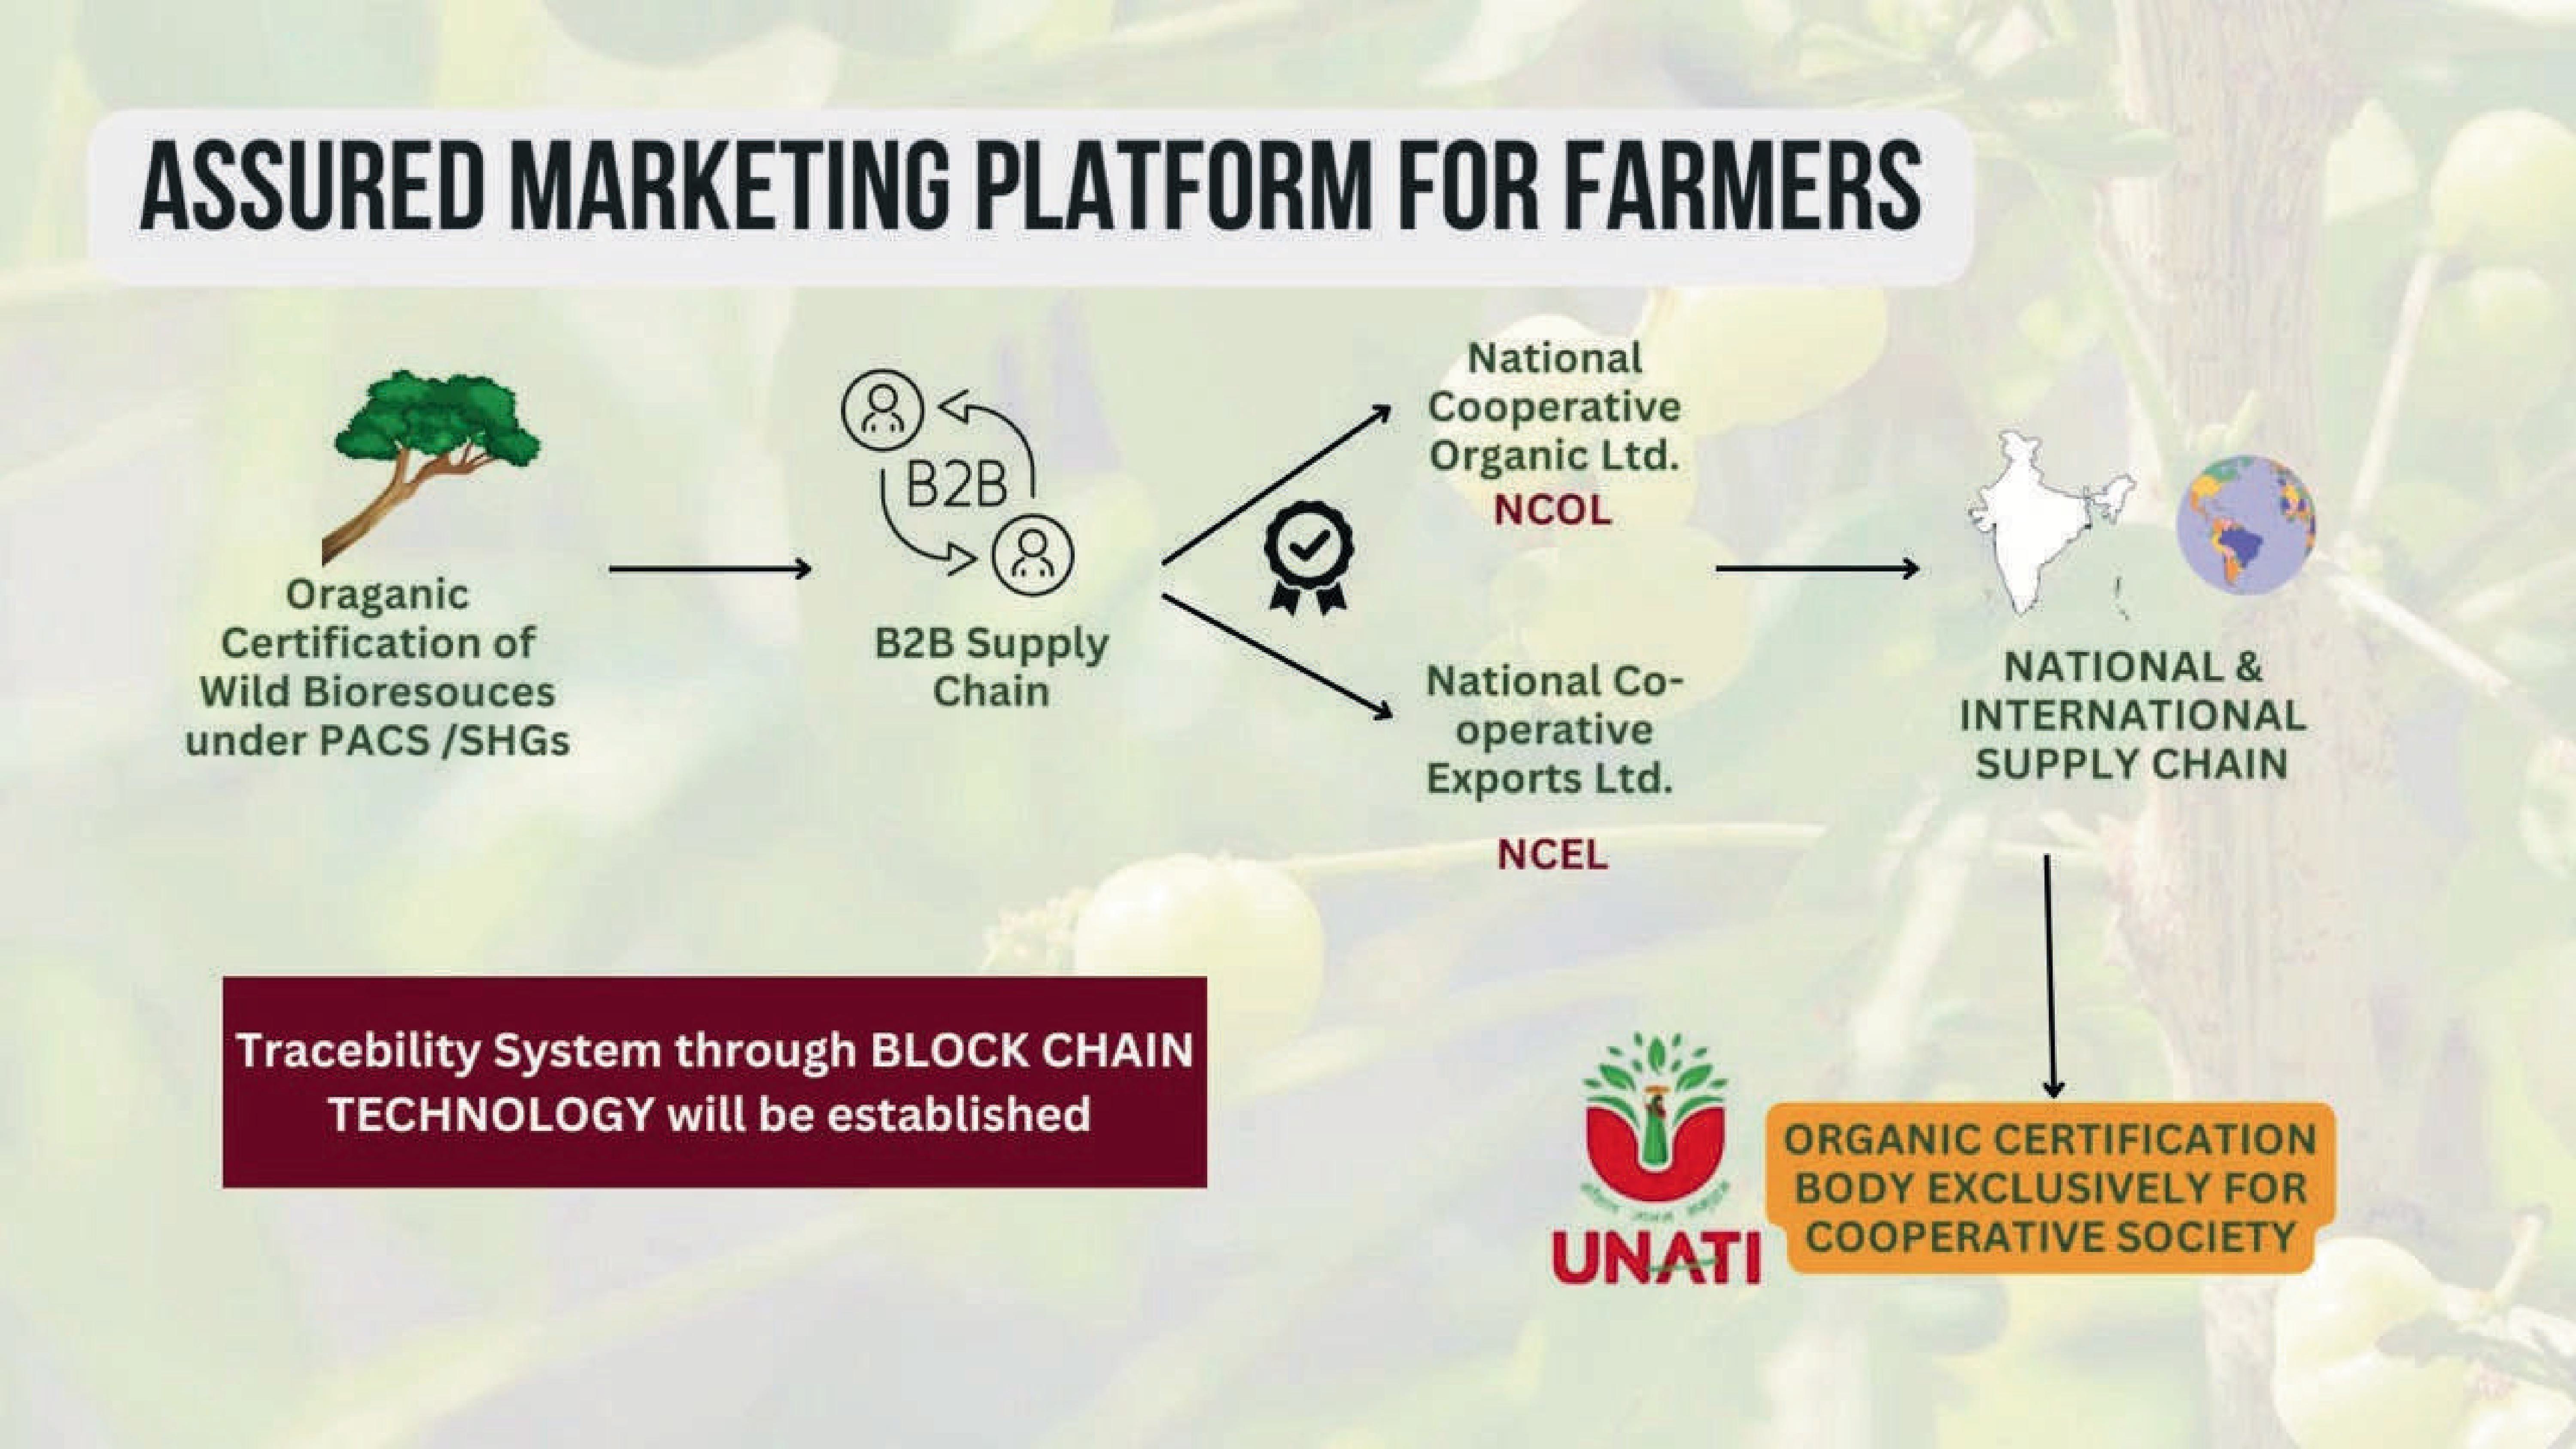 ASSURED MARKETING PLATFORM FOR FARMERS
Oraganic
Certification of
Wild Bioresouces
under PACS /SHGs
B2B
B2B Supply
Chain
National
Cooperative
Organic Ltd.
NCOL
National Co-
operative
Exports Ltd.
NCEL
NATIONAL &
INTERNATIONAL
SUPPLY CHAIN
Tracebility System through BLOCK CHAIN
TECHNOLOGY will be established
UNATI
ORGANIC CERTIFICATION
BODY EXCLUSIVELY FOR
COOPERATIVE SOCIETY